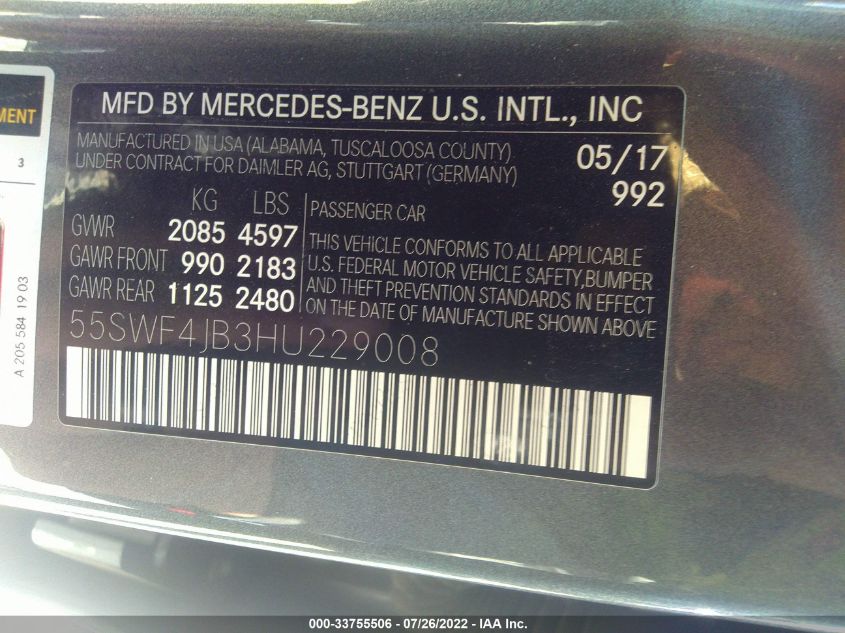 MENT
3
A 205 584 19 03
MFD BY MERCEDES-BENZ U.S. INTL., INC
MANUFACTURED IN USA (ALABAMA, TUSCALOOSA COUNTY)
UNDER CONTRACT FOR DAIMLER AG, STUTTGART (GERMANY)
05/17
992
KG LBS
GVWR 2085 4597
GAWR FRONT 990 2183
GAWR REAR 1125 2480
PASSENGER CAR
THIS VEHICLE CONFORMS TO ALL APPLICABLE
U.S. FEDERAL MOTOR VEHICLE SAFETY,BUMPER
AND THEFT PREVENTION STANDARDS IN EFFECT
ON THE DATE OF MANUFACTURE SHOWN ABOVE
55SWF4JB3HU229008
000-33755506 - 07/26/2022 - IAA Inc.